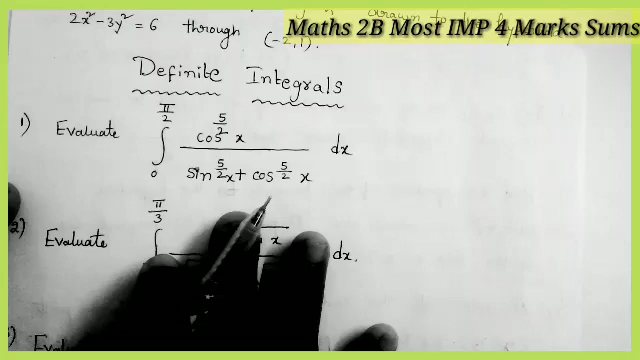 Maths 2B Most IMP 4 Marks Sums
2x² - 3y² = 6 through (-2,1).
Definite Integrals
1) Evaluate ∫₀^(π/2) cos^(5/2) x / (sin^(5/2) x + cos^(5/2) x) dx
2) Evaluate ∫^(π/3) x dx.